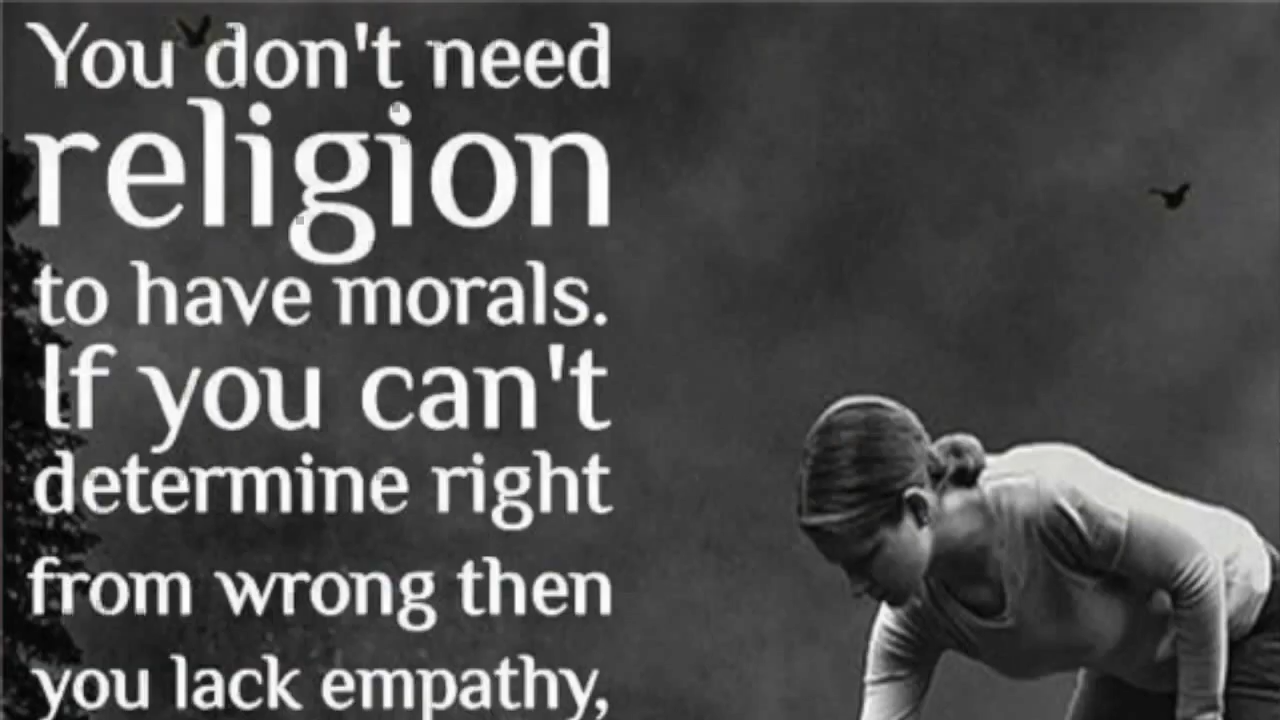 You don't need
religion
to have morals.
If you can't
determine right
from wrong then
you lack empathy,